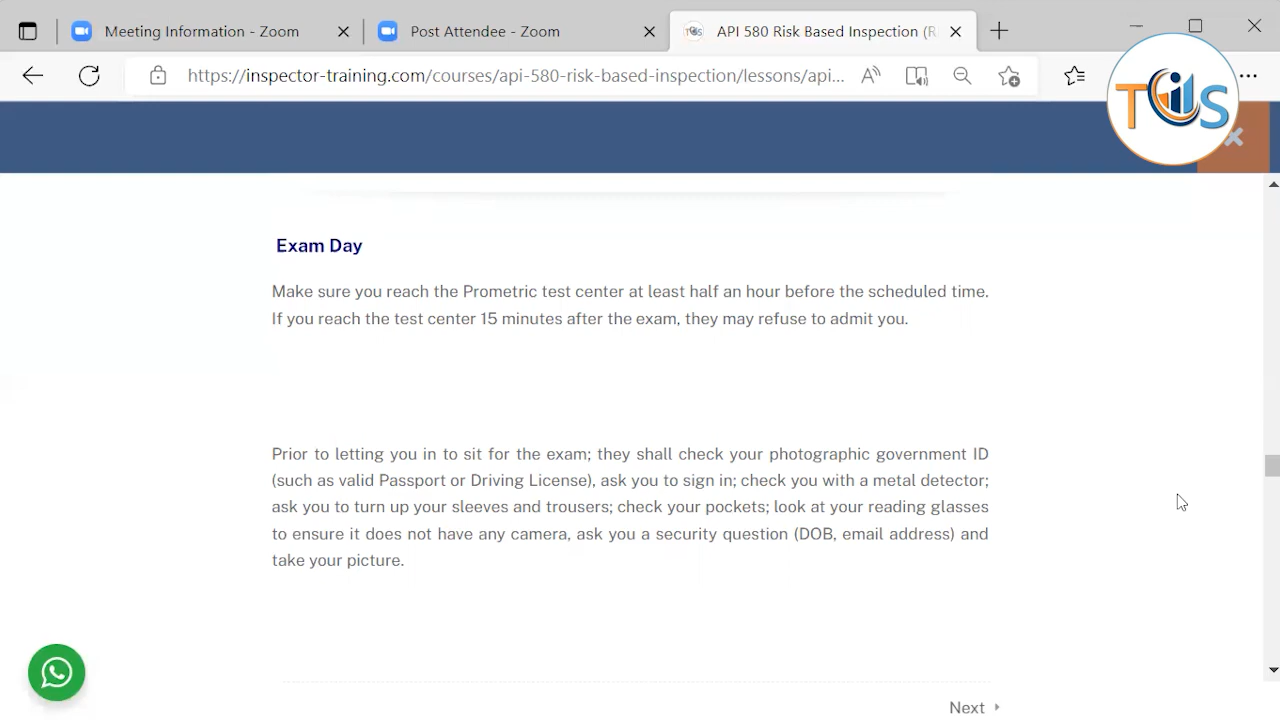 Meeting Information - Zoom
Post Attendee - Zoom
API 580 Risk Based Inspection (R
https://inspector-training.com/courses/api-580-risk-based-inspection/lessons/api...
TCIS
Exam Day
Make sure you reach the Prometric test center at least half an hour before the scheduled time.
If you reach the test center 15 minutes after the exam, they may refuse to admit you.
Prior to letting you in to sit for the exam; they shall check your photographic government ID
(such as valid Passport or Driving License), ask you to sign in; check you with a metal detector;
ask you to turn up your sleeves and trousers; check your pockets; look at your reading glasses
to ensure it does not have any camera, ask you a security question (DOB, email address) and
take your picture.
Next